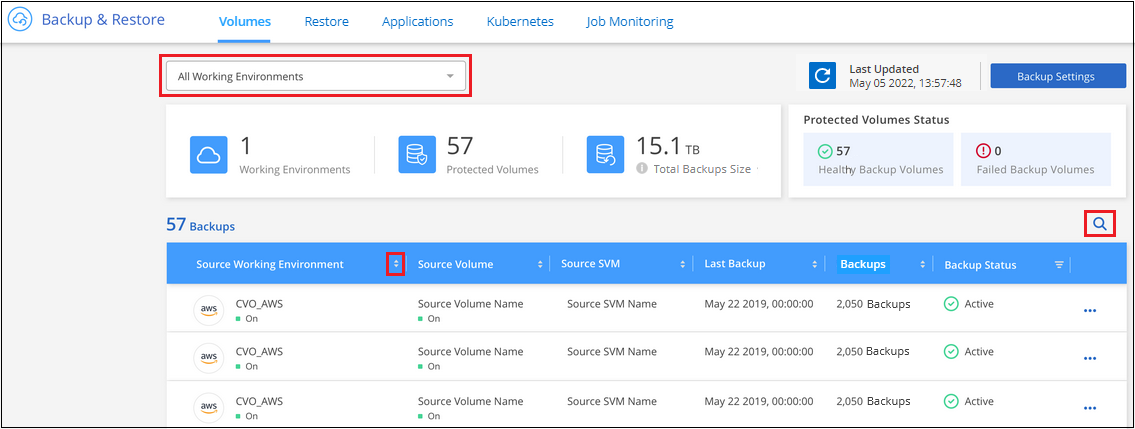 Backup & Restore
Volumes Restore Applications Kubernetes Job Monitoring
All Working Environments
Last Updated
May 05 2022, 13:57:48
Backup Settings
1
Working Environments
57
Protected Volumes
15.1 TB
Total Backups Size
Protected Volumes Status
57
Healthy Backup Volumes
0
Failed Backup Volumes
57 Backups
Source Working Environment Source Volume Source SVM Last Backup Backups Backup Status
aws CVO_AWS Source Volume Name Source SVM Name May 22 2019, 00:00:00 2,050 Backups Active
On On
aws CVO_AWS Source Volume Name Source SVM Name May 22 2019, 00:00:00 2,050 Backups Active
On On
aws CVO_AWS Source Volume Name Source SVM Name May 22 2019, 00:00:00 2,050 Backups Active
On On